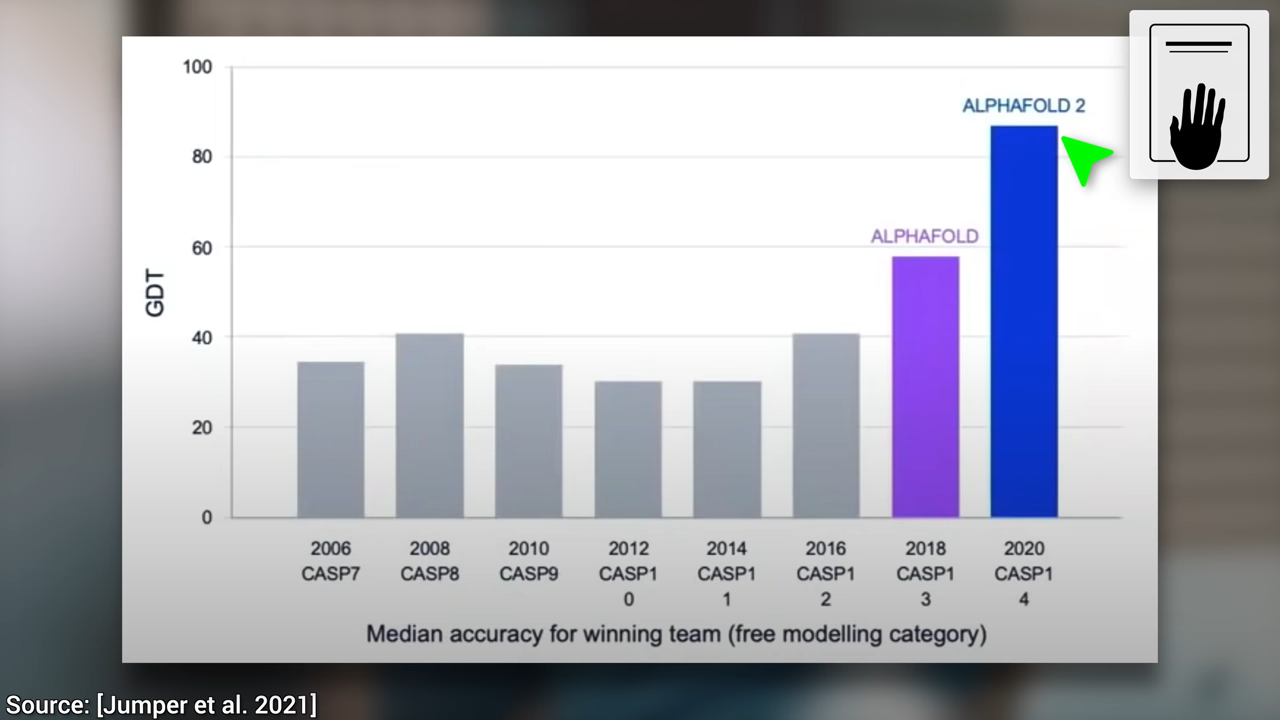 100
ALPHAFOLD 2
80
ALPHAFOLD
60
GDT
40
20
0
2006 2008 2010 2012 2014 2016 2018 2020
CASP7 CASP8 CASP9 CASP1 CASP1 CASP1 CASP1 CASP1
0 1 2 3 4
Median accuracy for winning team (free modelling category)
Source: [Jumper et al. 2021]